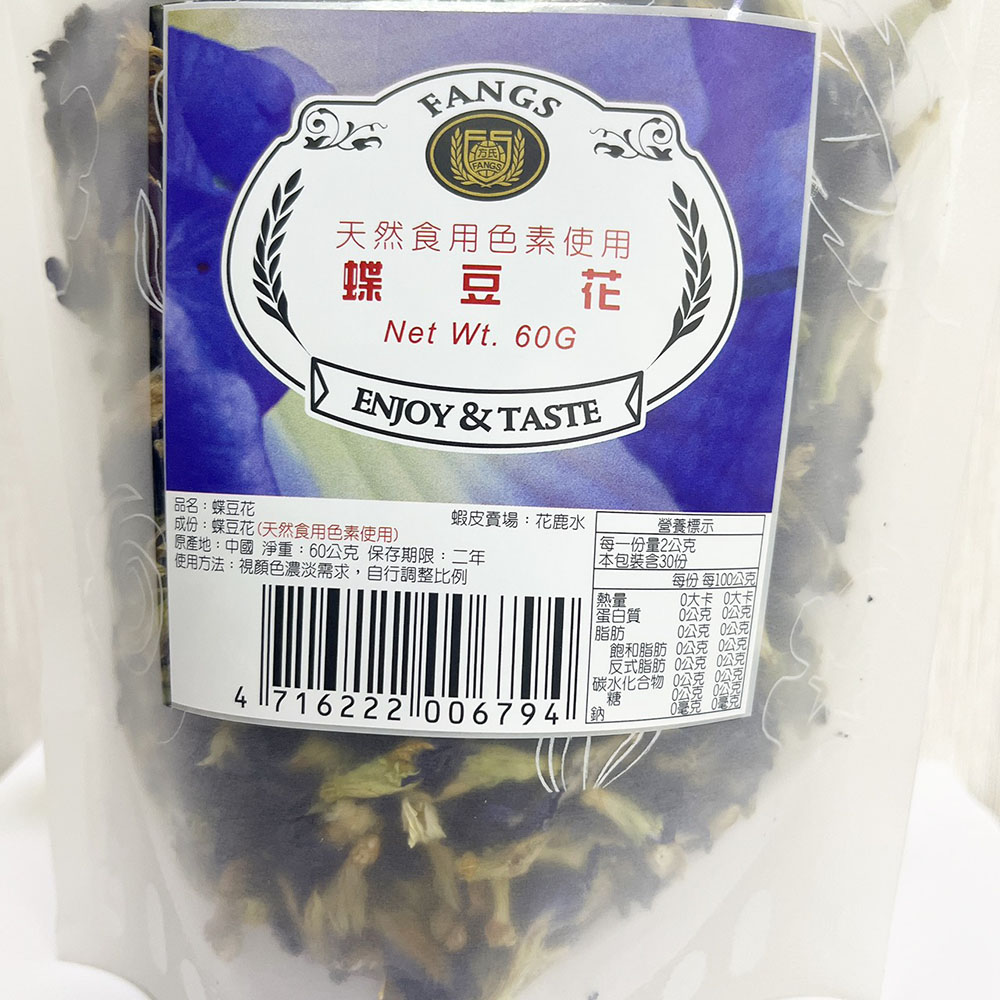 FANGS
方氏
FANGS
天然食用色素使用
蝶豆花
Net Wt. 60G
ENJOY & TASTE
品名：蝶豆花
蝦皮賣場：花鹿水
成份：蝶豆花(天然食用色素使用)
原產地：中國 淨重：60公克 保存期限：二年
使用方法：視顏色濃淡需求，自行調整比例
4 716222 006794
營養標示
每一份量2公克
本包裝含30份
每份 每100公克
熱量 0大卡 0大卡
蛋白質 0公克 0公克
脂肪 0公克 0公克
飽和脂肪 0公克 0公克
反式脂肪 0公克 0公克
碳水化合物 0公克 0公克
糖 0公克 0公克
鈉 0毫克 0毫克